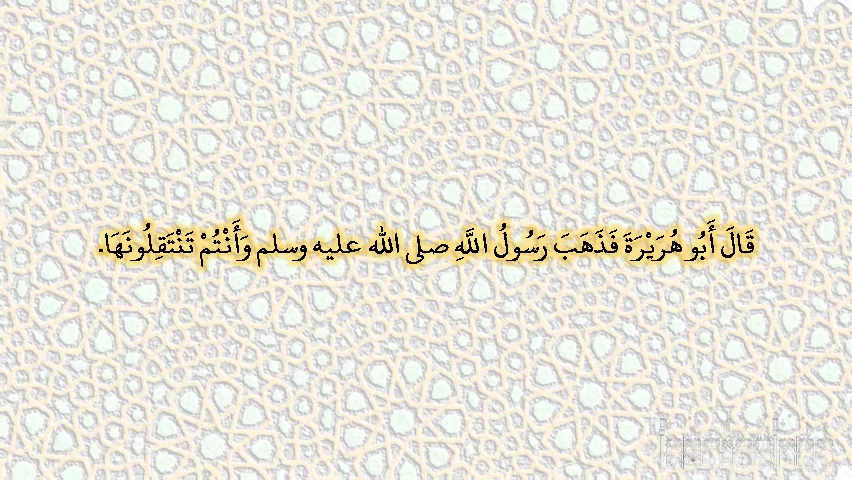 قَالَ أَبُو هُرَيْرَةَ فَذَهَبَ رَسُولُ اللَّهِ صلى الله عليه وسلم وَأَنْتُمْ تَنْتَقِلُونَهَا.